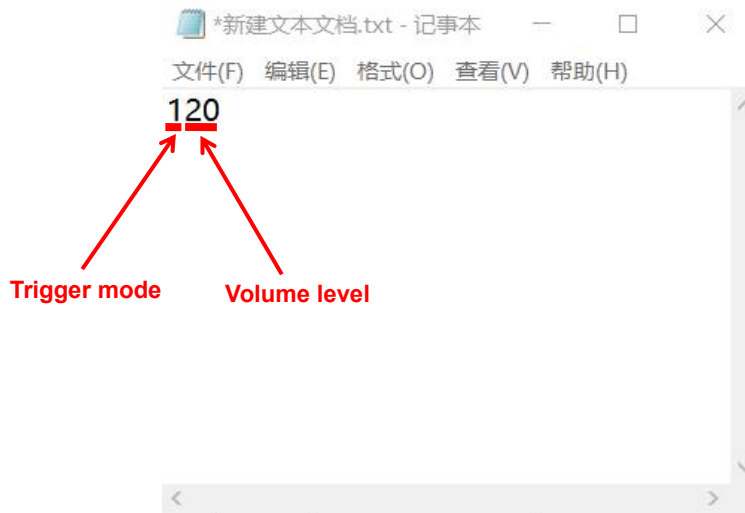 *新建文本文档.txt - 记事本
文件(F) 编辑(E) 格式(O) 查看(V) 帮助(H)
120
Trigger mode
Volume level